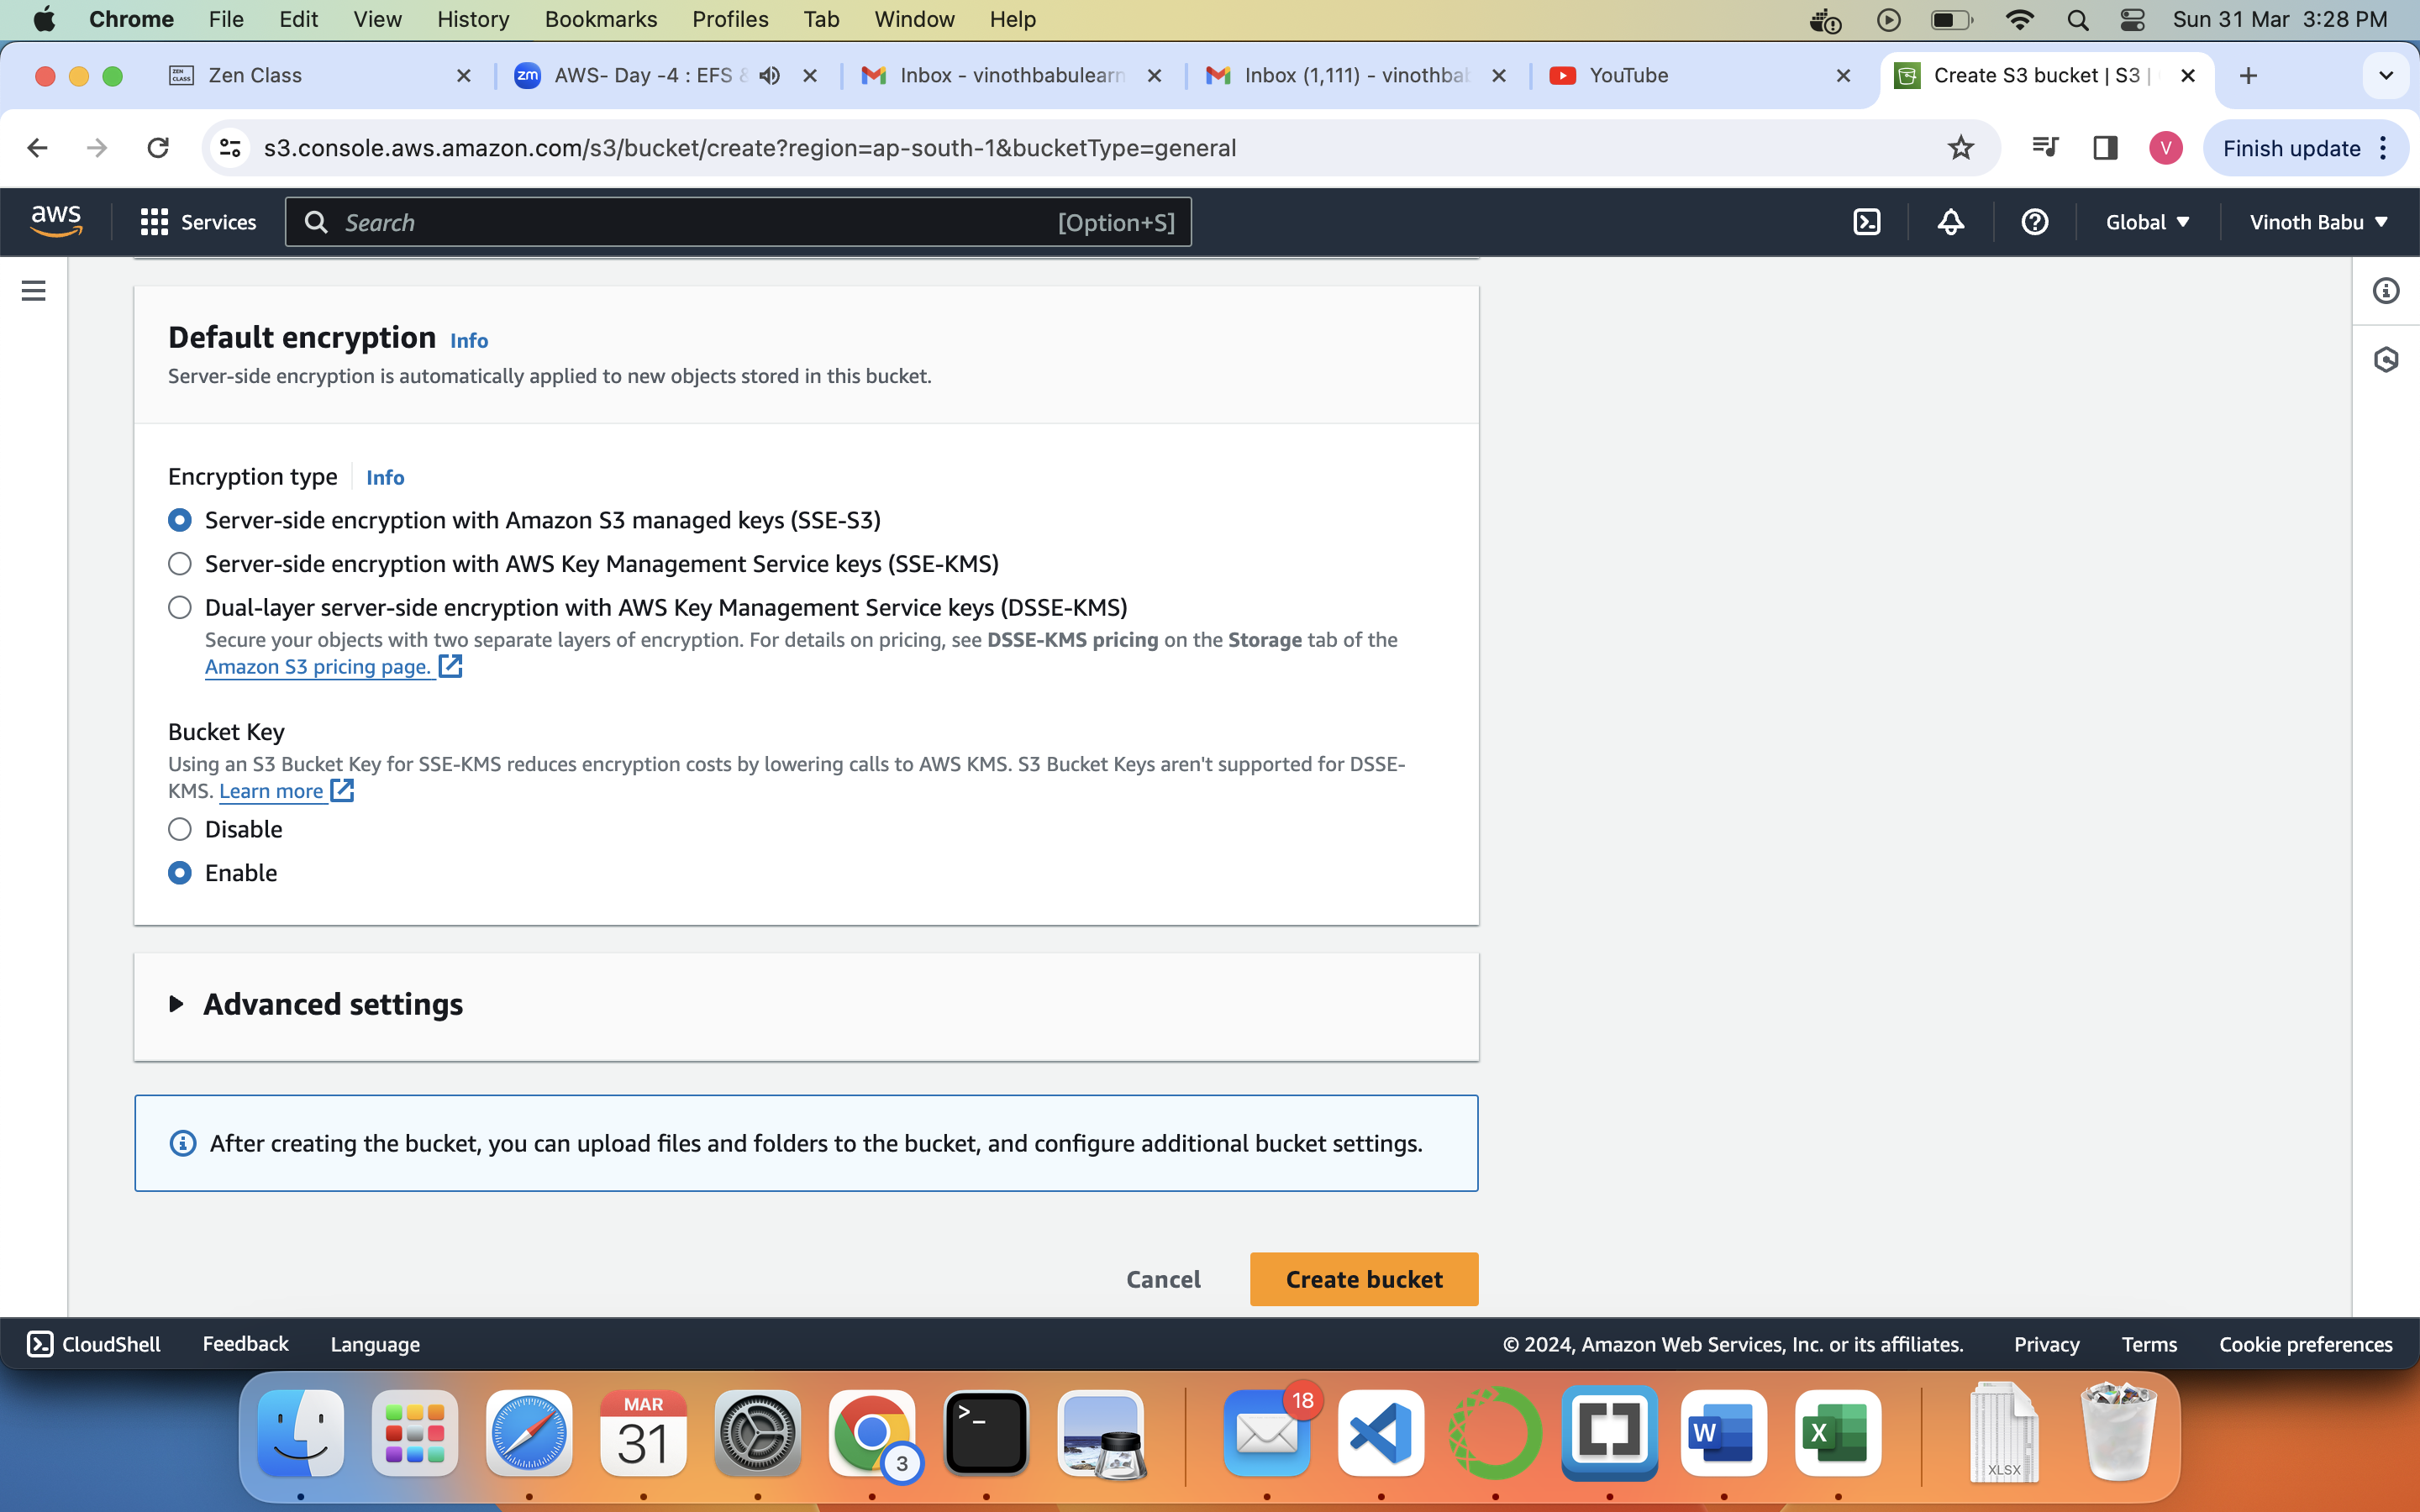 Chrome File Edit View History Bookmarks Profiles Tab Window Help Sun 31 Mar 3:28 PM
ZEN CLASS Zen Class zm AWS- Day -4 : EFS & Inbox - vinothbabulearn Inbox (1,111) - vinothbal YouTube Create S3 bucket | S3 |
s3.console.aws.amazon.com/s3/bucket/create?region=ap-south-1&bucketType=general V Finish update
aws Services Search [Option+S] Global Vinoth Babu
Default encryption Info
Server-side encryption is automatically applied to new objects stored in this bucket.
Encryption type Info
Server-side encryption with Amazon S3 managed keys (SSE-S3)
Server-side encryption with AWS Key Management Service keys (SSE-KMS)
Dual-layer server-side encryption with AWS Key Management Service keys (DSSE-KMS)
Secure your objects with two separate layers of encryption. For details on pricing, see DSSE-KMS pricing on the Storage tab of the
Amazon S3 pricing page.
Bucket Key
Using an S3 Bucket Key for SSE-KMS reduces encryption costs by lowering calls to AWS KMS. S3 Bucket Keys aren't supported for DSSE-
KMS. Learn more
Disable
Enable
Advanced settings
After creating the bucket, you can upload files and folders to the bucket, and configure additional bucket settings.
Cancel Create bucket
CloudShell Feedback Language © 2024, Amazon Web Services, Inc. or its affiliates. Privacy Terms Cookie preferences
MAR
31
3
>_
18
W
X
XLSX